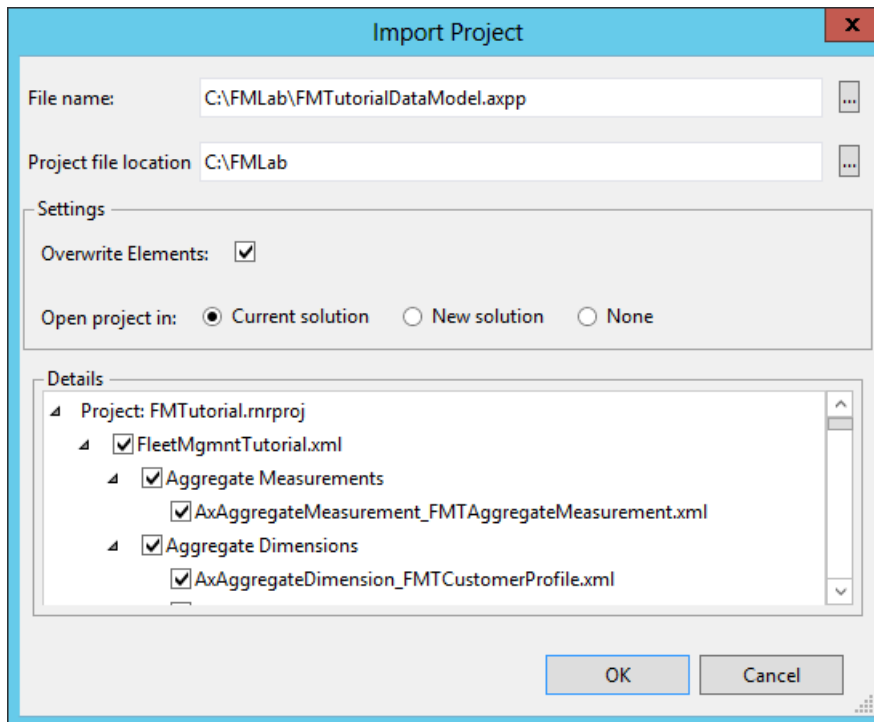 Import Project
x
File name: C:\FMLab\FMTutorialDataModel.axpp ...
Project file location C:\FMLab ...
Settings
Overwrite Elements:
Open project in: Current solution New solution None
Details
Project: FMTutorial.rnrproj
FleetMgmntTutorial.xml
Aggregate Measurements
AxAggregateMeasurement_FMTAggregateMeasurement.xml
Aggregate Dimensions
AxAggregateDimension_FMTCustomerProfile.xml
OK Cancel